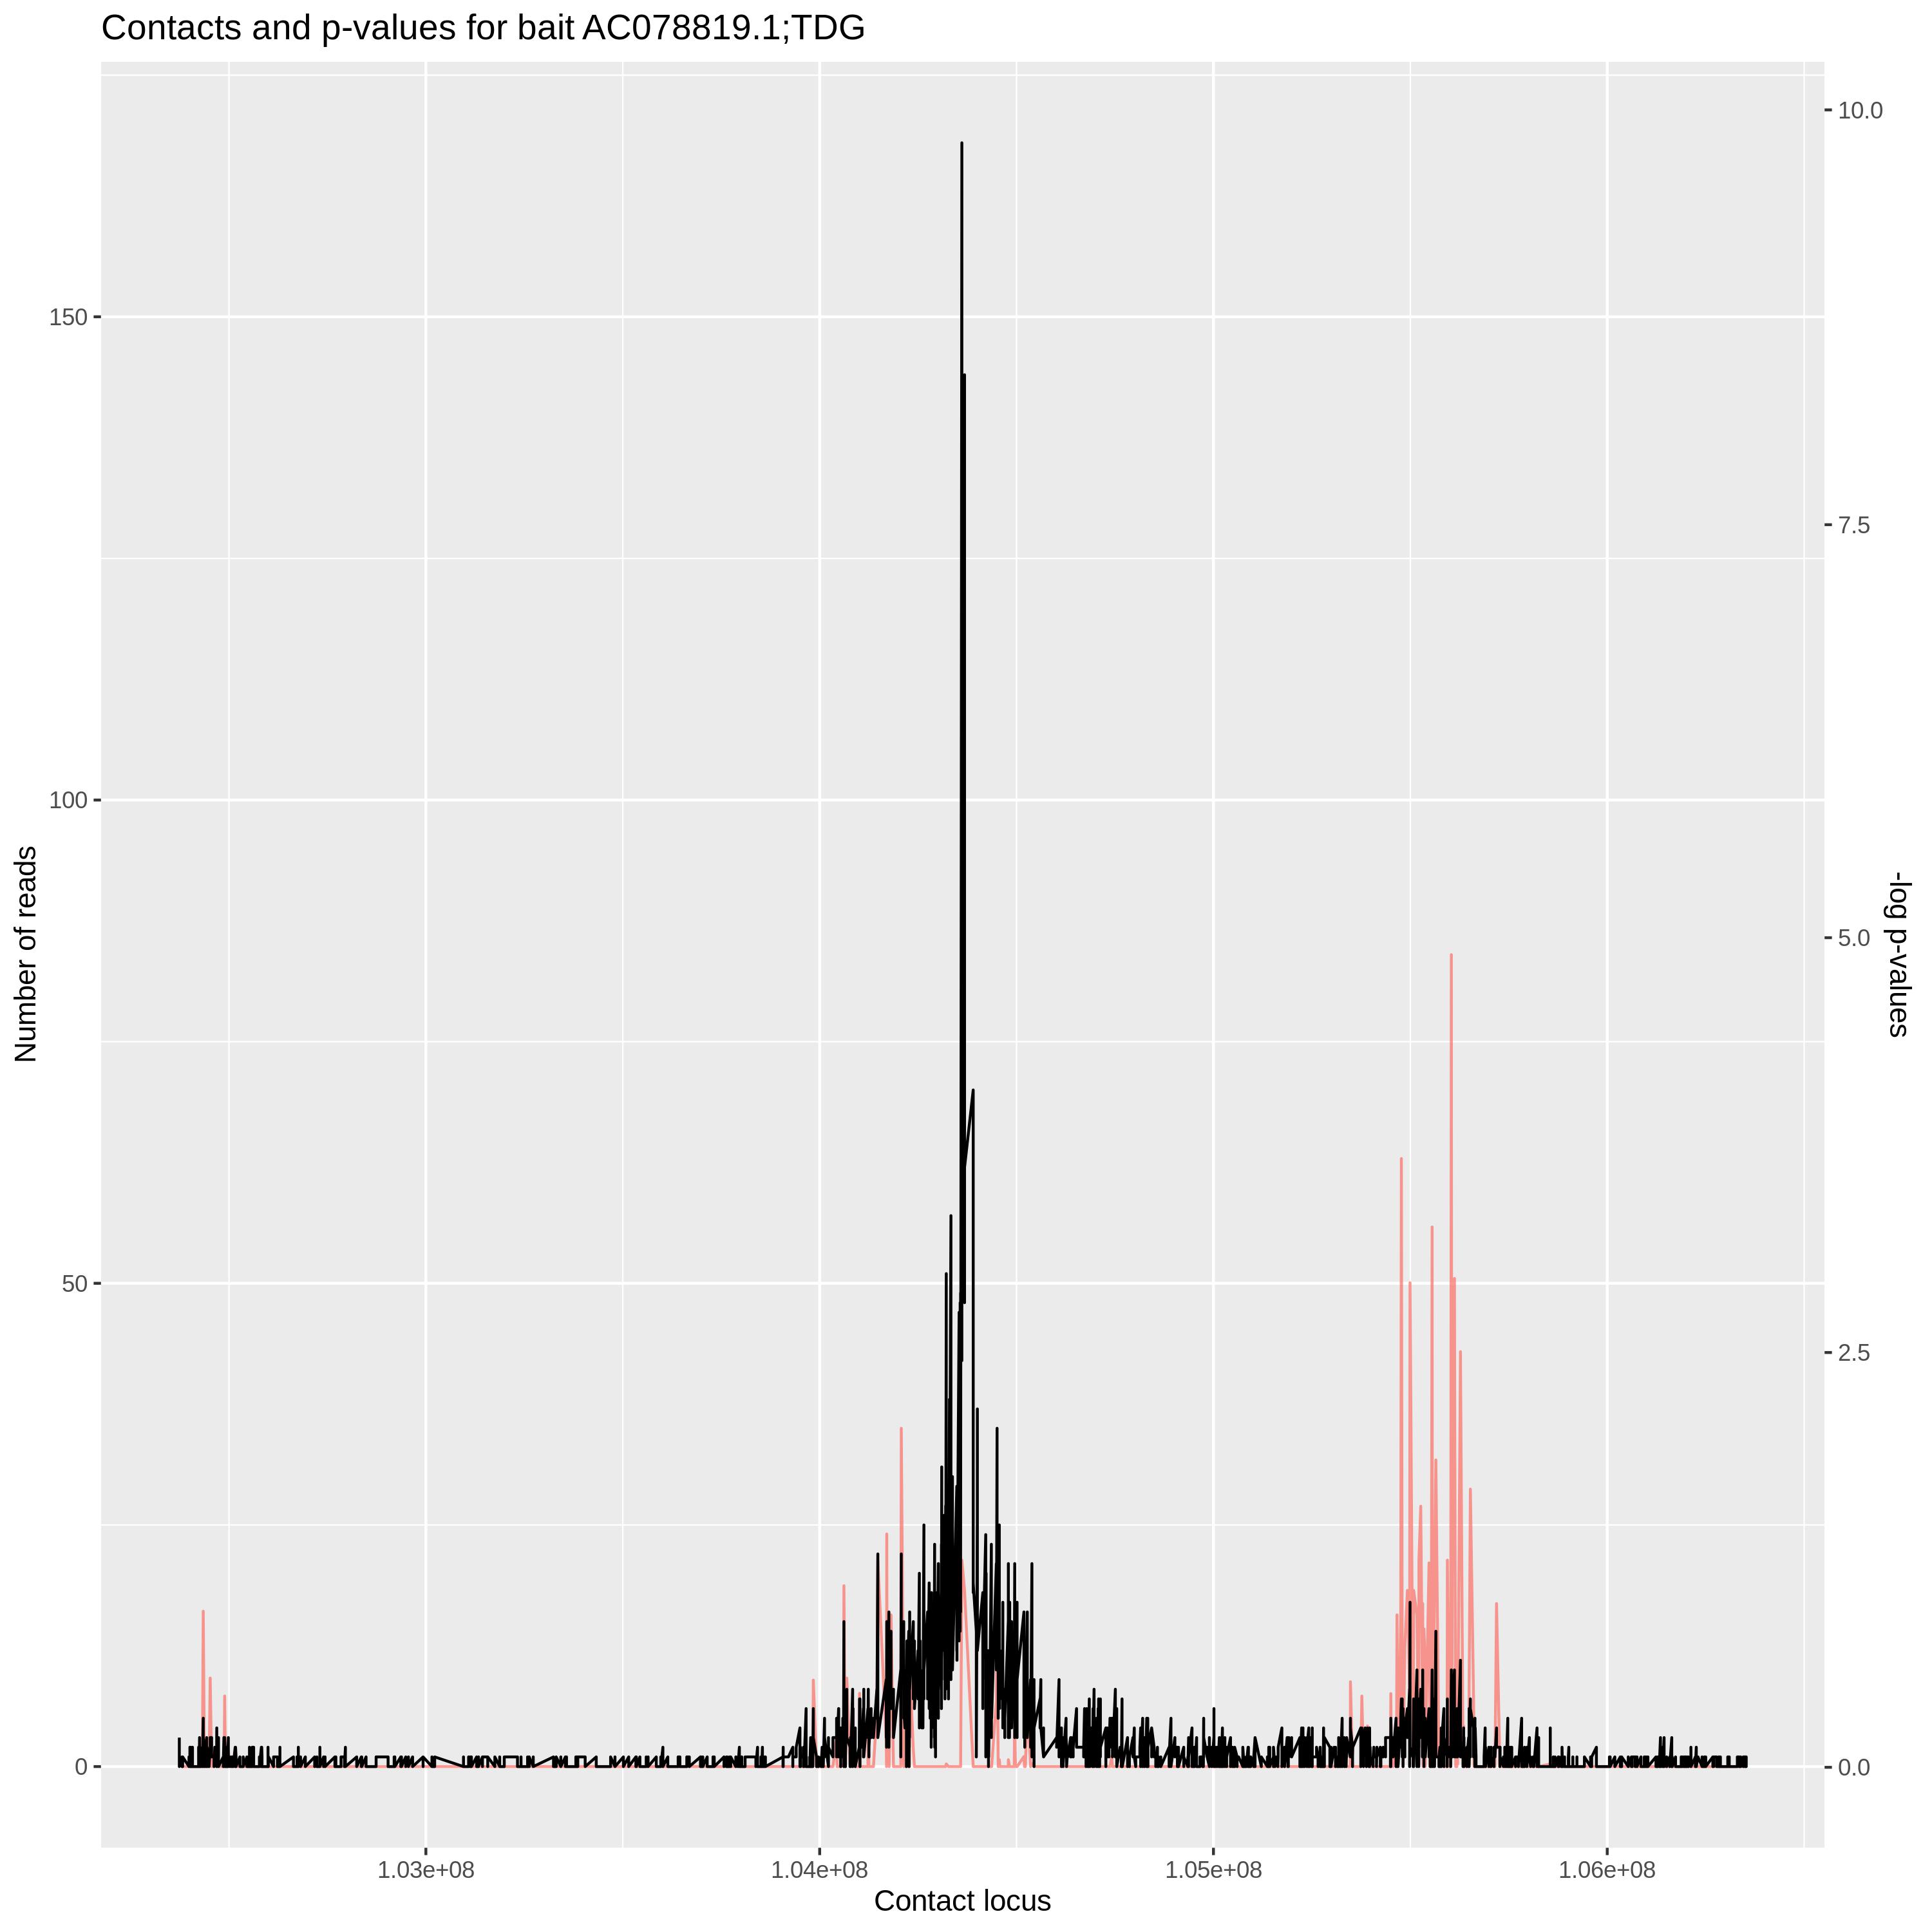 Contacts and p-values for bait AC078819.1;TDG
Number of reads
150
100
50
0
10.0
7.5
5.0
2.5
0.0
-log p-values
1.03e+08
1.04e+08
1.05e+08
1.06e+08
Contact locus